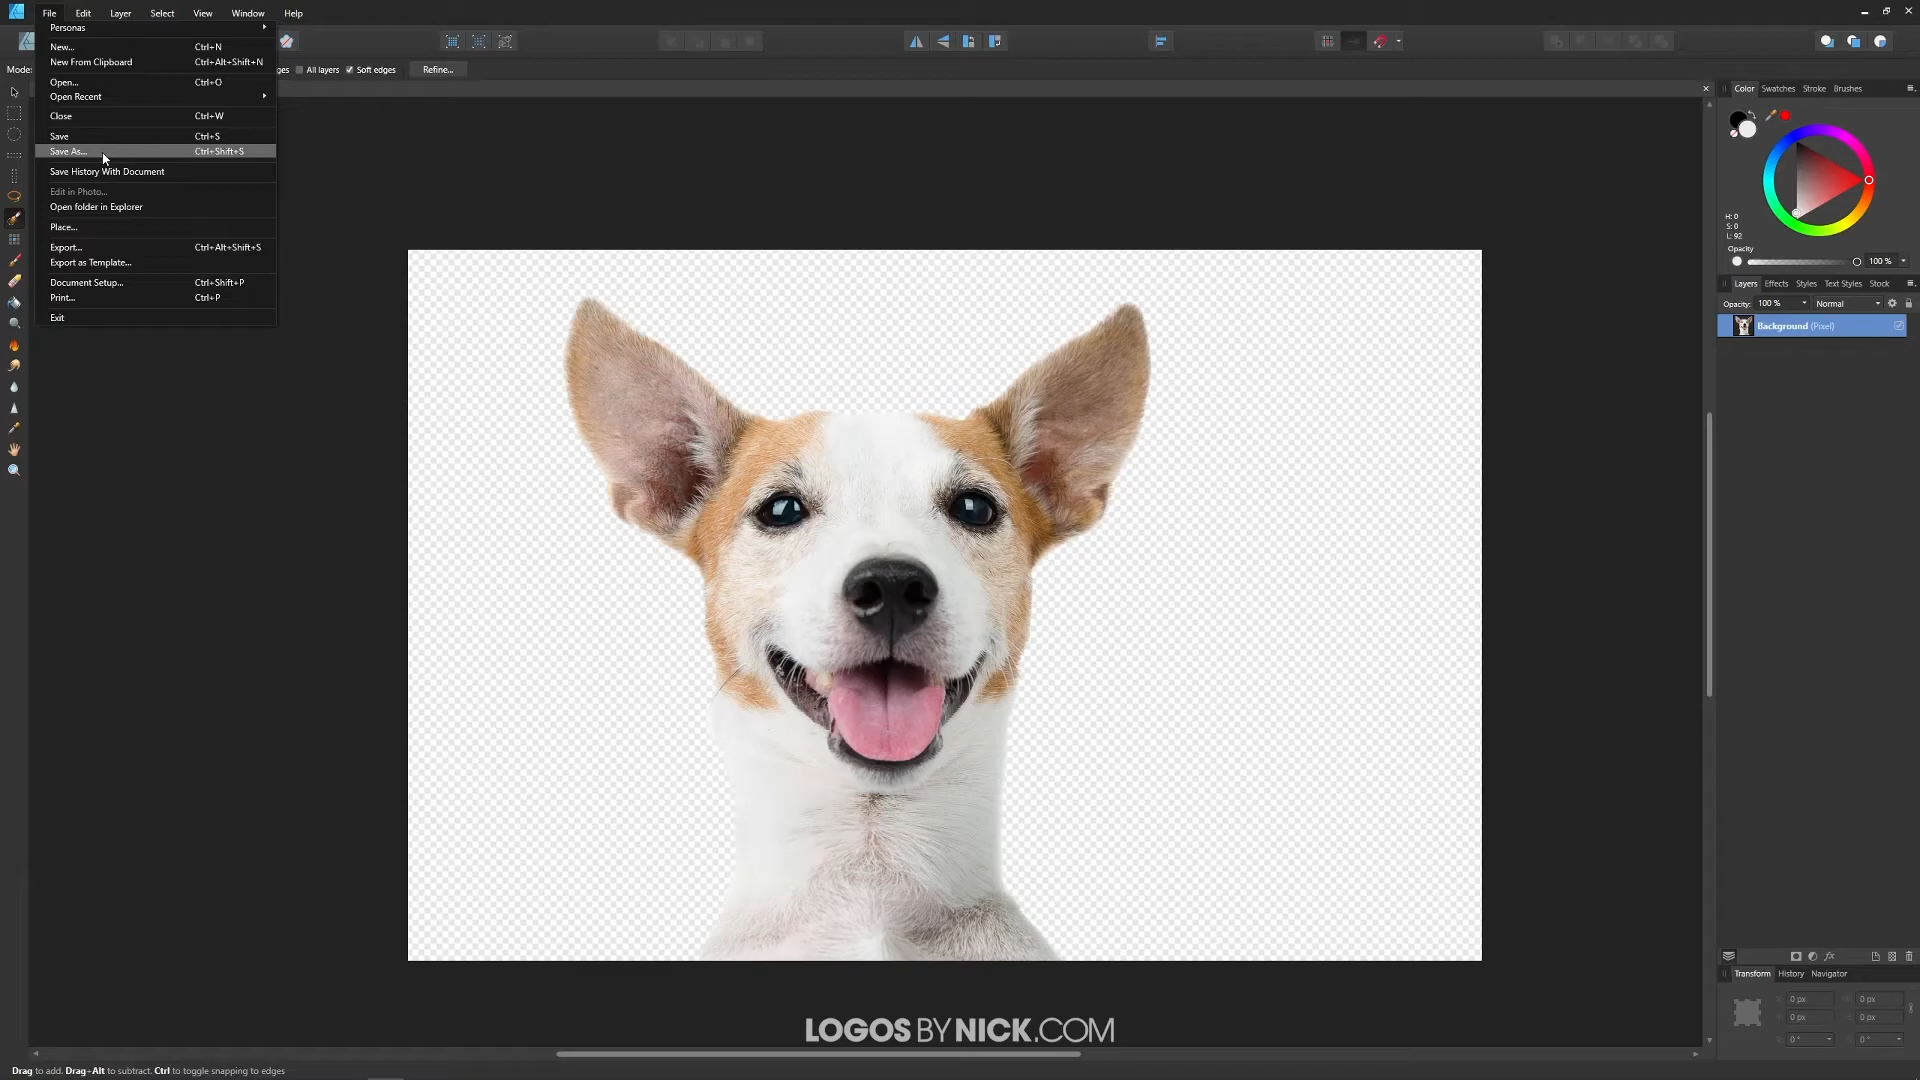 File Edit Layer Select View Window Help
Personas
New... Ctrl+N
New From Clipboard Ctrl+Alt+Shift+N
Mode: ges All layers Soft edges Refine...
Open... Ctrl+O
Open Recent
Close Ctrl+W
Save Ctrl+S
Save As... Ctrl+Shift+S
Save History With Document
Edit in Photo...
Open folder in Explorer
Place...
Export... Ctrl+Alt+Shift+S
Export as Template...
Document Setup... Ctrl+Shift+P
Print... Ctrl+P
Exit
Color Swatches Stroke Brushes
H: 0
S: 0
L: 92
Opacity
100 %
Layers Effects Styles Text Styles Stock
Opacity: 100 % Normal
Background (Pixel)
fx
Transform History Navigator
X: 0 px W: 0 px
Y: 0 px H: 0 px
R: 0 ° S: 0 °
LOGOS BY NICK.COM
Drag to add. Drag+Alt to subtract. Ctrl to toggle snapping to edges